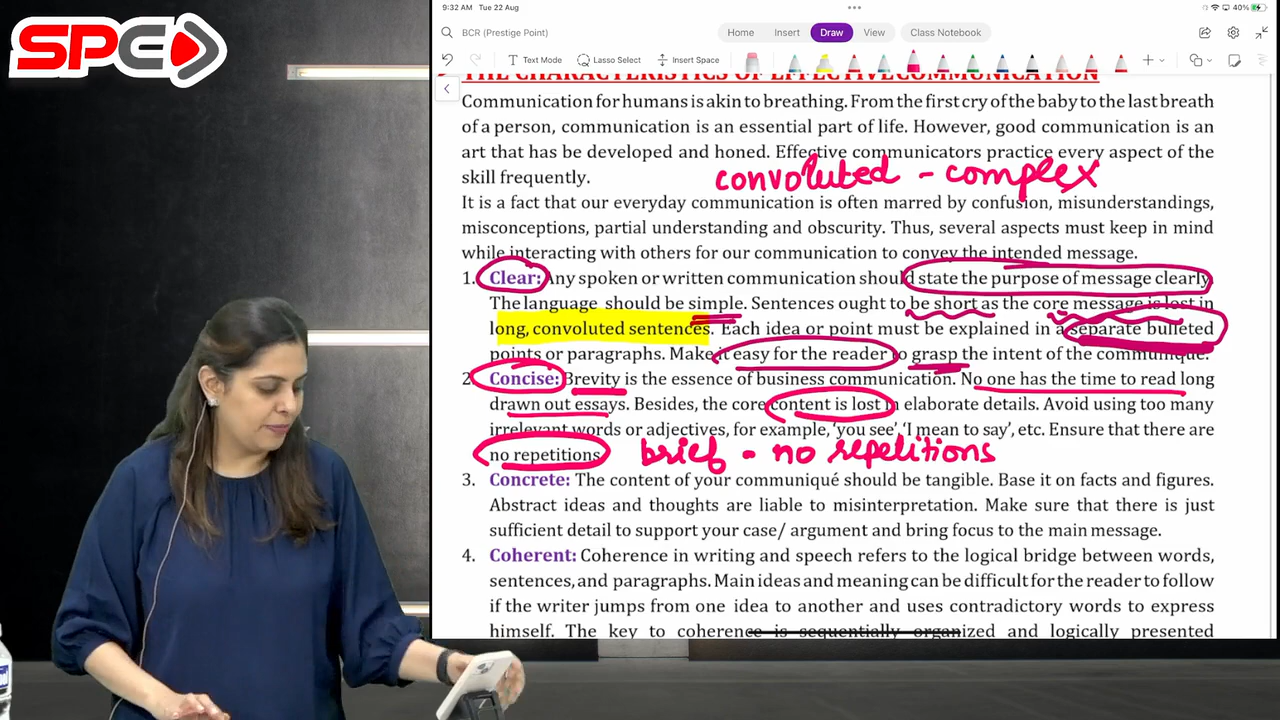 SPC
9:32 AM Tue 22 Aug
40%
BCR (Prestige Point)
Home Insert Draw View Class Notebook
Text Mode Lasso Select Insert Space
THE CHARACTERISTICS OF EFFECTIVE COMMUNICATION
Communication for humans is akin to breathing. From the first cry of the baby to the last breath
of a person, communication is an essential part of life. However, good communication is an
art that has be developed and honed. Effective communicators practice every aspect of the
skill frequently.
convoluted - complex
It is a fact that our everyday communication is often marred by confusion, misunderstandings,
misconceptions, partial understanding and obscurity. Thus, several aspects must keep in mind
while interacting with others for our communication to convey the intended message.
1. Clear: Any spoken or written communication should state the purpose of message clearly.
The language should be simple. Sentences ought to be short as the core message is lost in
long, convoluted sentences. Each idea or point must be explained in a separate bulleted
points or paragraphs. Make it easy for the reader to grasp the intent of the communique.
2. Concise: Brevity is the essence of business communication. No one has the time to read long
drawn out essays. Besides, the core content is lost in elaborate details. Avoid using too many
irrelevant words or adjectives, for example, ‘you see’, ‘I mean to say’, etc. Ensure that there are
no repetitions
brief - no repetitions
3. Concrete: The content of your communiqué should be tangible. Base it on facts and figures.
Abstract ideas and thoughts are liable to misinterpretation. Make sure that there is just
sufficient detail to support your case/ argument and bring focus to the main message.
4. Coherent: Coherence in writing and speech refers to the logical bridge between words,
sentences, and paragraphs. Main ideas and meaning can be difficult for the reader to follow
if the writer jumps from one idea to another and uses contradictory words to express
himself. The key to coherence is sequentially organized and logically presented